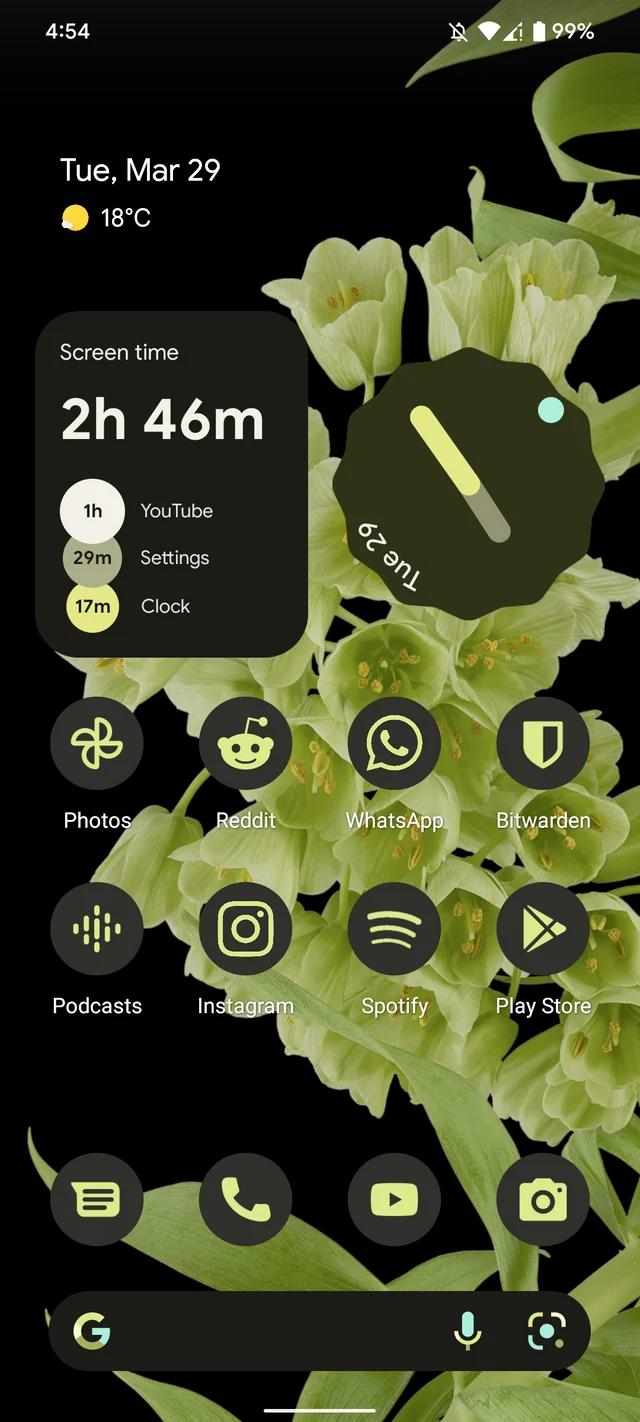 4:54 99%
Tue, Mar 29
18°C
Screen time
2h 46m
1h YouTube
29m Settings
17m Clock
Tue 29
Photos Reddit WhatsApp Bitwarden
Podcasts Instagram Spotify Play Store